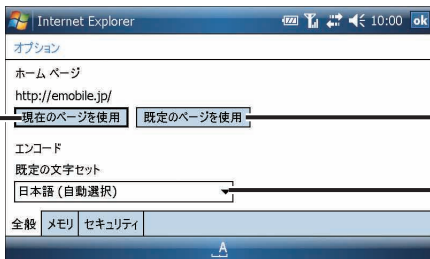 Internet Explorer 10:00 ok
オプション
ホーム ページ
http://emobile.jp/
現在のページを使用 既定のページを使用
エンコード
既定の文字セット
日本語 (自動選択)
全般 メモリ セキュリティ
A